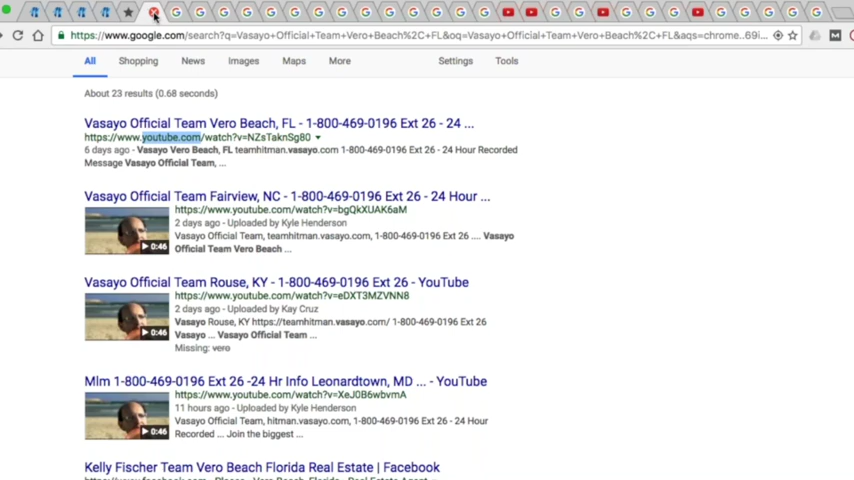 https://www.google.com/search?q=Vasayo+Official+Team+Vero+Beach%2C+FL&oq=Vasayo+Official+Team+Vero+Beach%2C+FL&aqs=chrome..69i...
All Shopping News Images Maps More Settings Tools
About 23 results (0.68 seconds)
Vasayo Official Team Vero Beach, FL - 1-800-469-0196 Ext 26 - 24 ...
https://www.youtube.com/watch?v=NZsTaknSg80
6 days ago - Vasayo Vero Beach, FL teamhitman.vasayo.com 1-800-469-0196 Ext 26 - 24 Hour Recorded
Message Vasayo Official Team, ...
Vasayo Official Team Fairview, NC - 1-800-469-0196 Ext 26 - 24 Hour ...
https://www.youtube.com/watch?v=bgQkXUAK6aM
2 days ago - Uploaded by Kyle Henderson
Vasayo Official Team, teamhitman.vasayo.com, 1-800-469-0196 Ext 26 .... Vasayo
Official Team Vero Beach ...
0:46
Vasayo Official Team Rouse, KY - 1-800-469-0196 Ext 26 - YouTube
https://www.youtube.com/watch?v=eDXT3MZVNN8
2 days ago - Uploaded by Kay Cruz
Vasayo Rouse, KY https://teamhitman.vasayo.com/ 1-800-469-0196 Ext 26
Vasayo ... Vasayo Official Team ...
0:46
Missing: vero
Mlm 1-800-469-0196 Ext 26 -24 Hr Info Leonardtown, MD ... - YouTube
https://www.youtube.com/watch?v=XeJ0B6wbvmA
11 hours ago - Uploaded by Kyle Henderson
Vasayo Official Team, hitman.vasayo.com, 1-800-469-0196 Ext 26 - 24 Hour
Recorded ... Join the biggest ...
0:46
Kelly Fischer Team Vero Beach Florida Real Estate | Facebook